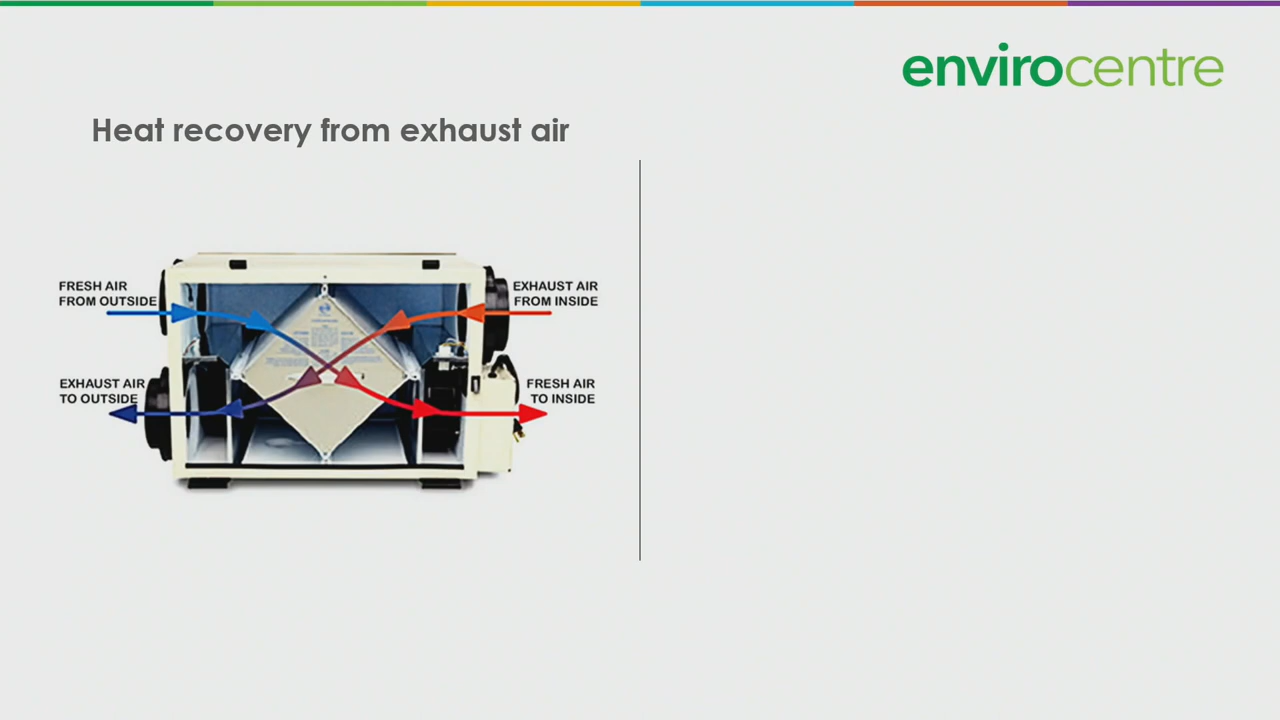 envirocentre
Heat recovery from exhaust air
FRESH AIR
FROM OUTSIDE
EXHAUST AIR
FROM INSIDE
EXHAUST AIR
TO OUTSIDE
FRESH AIR
TO INSIDE